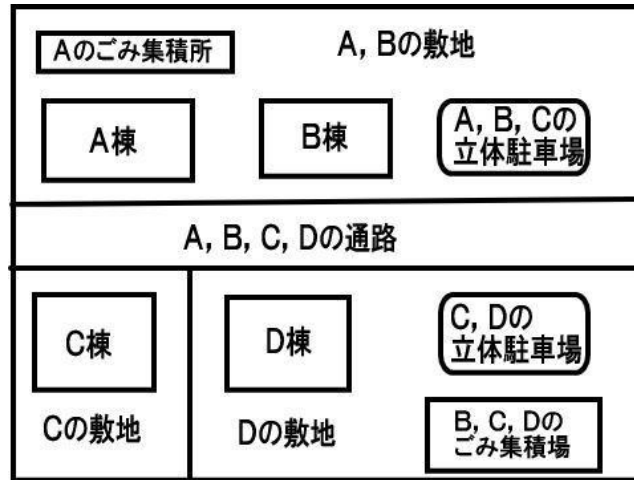 Aのごみ集積所
A, Bの敷地
A棟
B棟
A, B, Cの
立体駐車場
A, B, C, Dの通路
C棟
D棟
C, Dの
立体駐車場
Cの敷地
Dの敷地
B, C, Dの
ごみ集積場